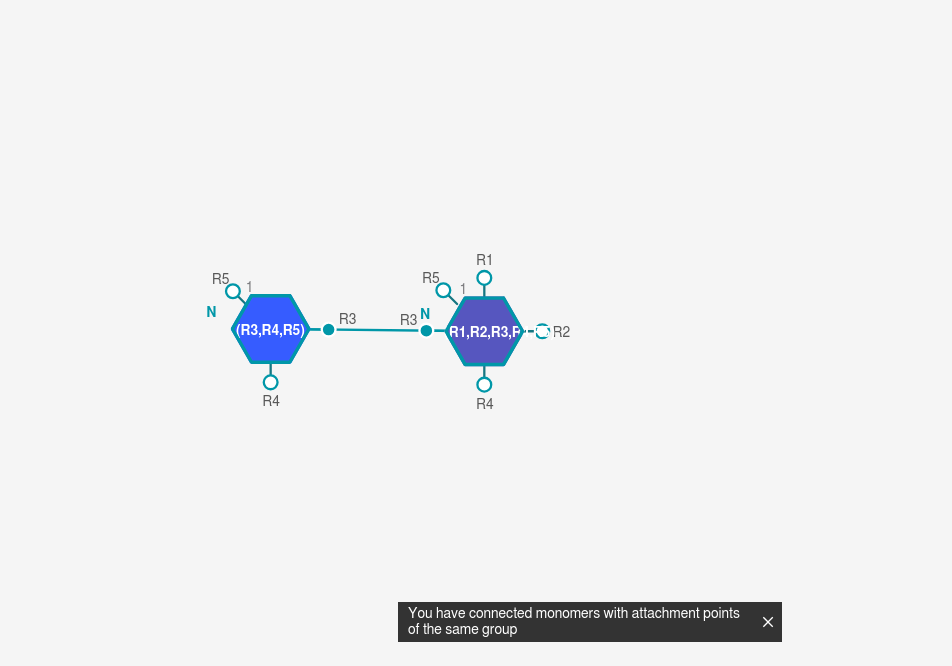 R1
R5 1
R5 1
N
N
R3
R3
(R3,R4,R5)
R1,R2,R3,
R2
R4
R4
You have connected monomers with attachment points
of the same group